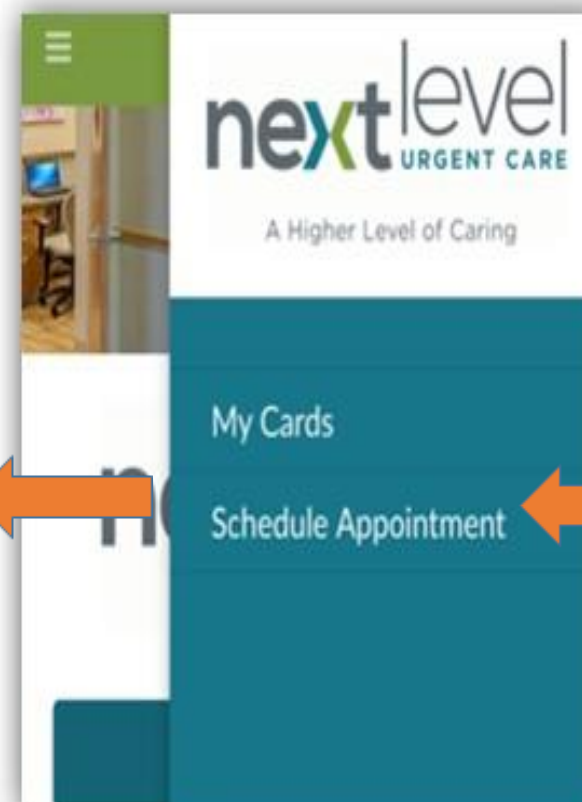 next level
URGENT CARE
A Higher Level of Caring
My Cards
n
Schedule Appointment